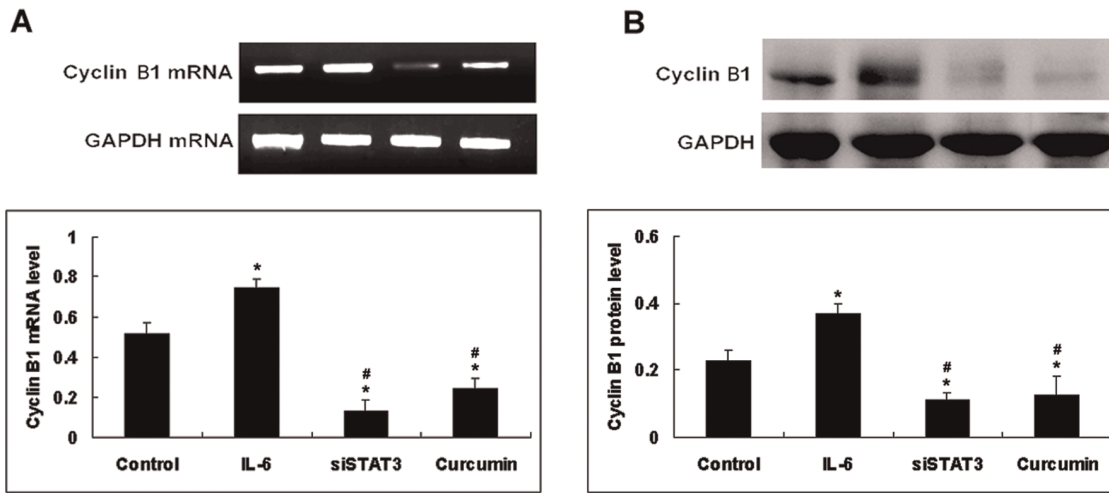 A
Cyclin B1 mRNA
GAPDH mRNA
Cyclin B1 mRNA level
1
0.8
0.6
0.4
0.2
0
*
#
*
#
*
Control IL-6 siSTAT3 Curcumin
B
Cyclin B1
GAPDH
Cyclin B1 protein level
0.6
0.4
0.2
0
*
#
*
#
*
Control IL-6 siSTAT3 Curcumin